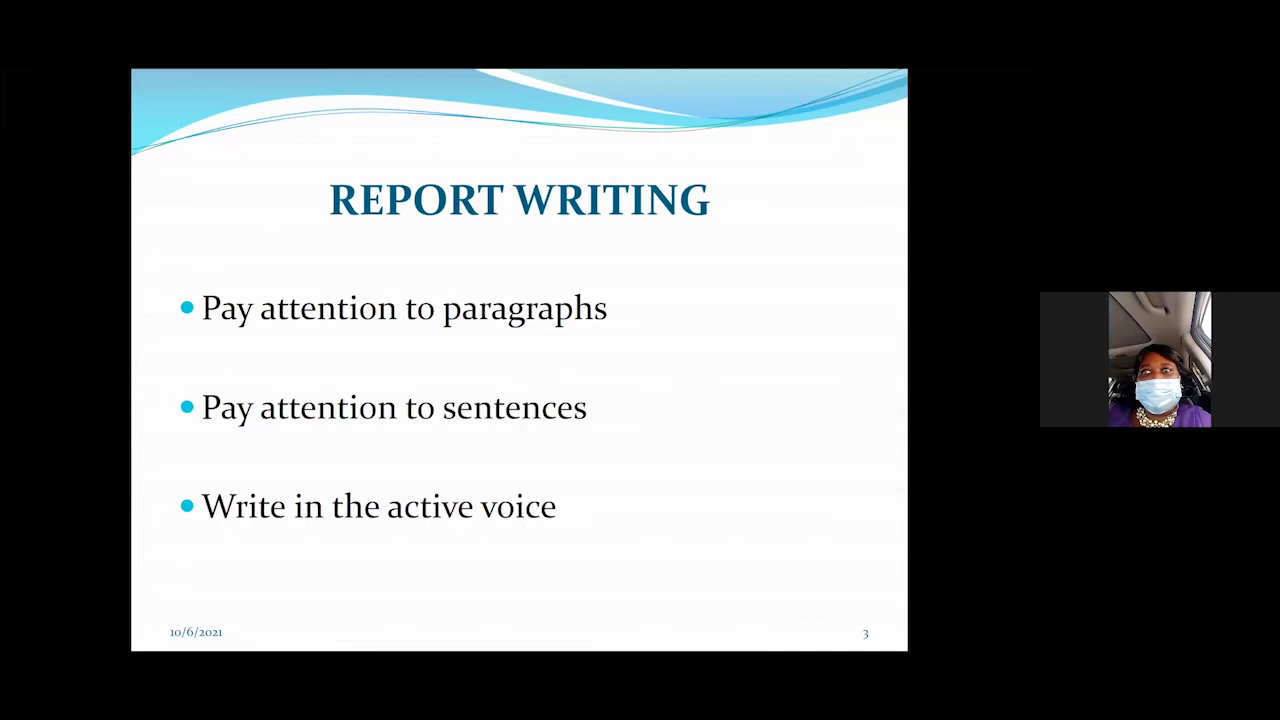 REPORT WRITING
Pay attention to paragraphs
Pay attention to sentences
Write in the active voice
10/6/2021
3